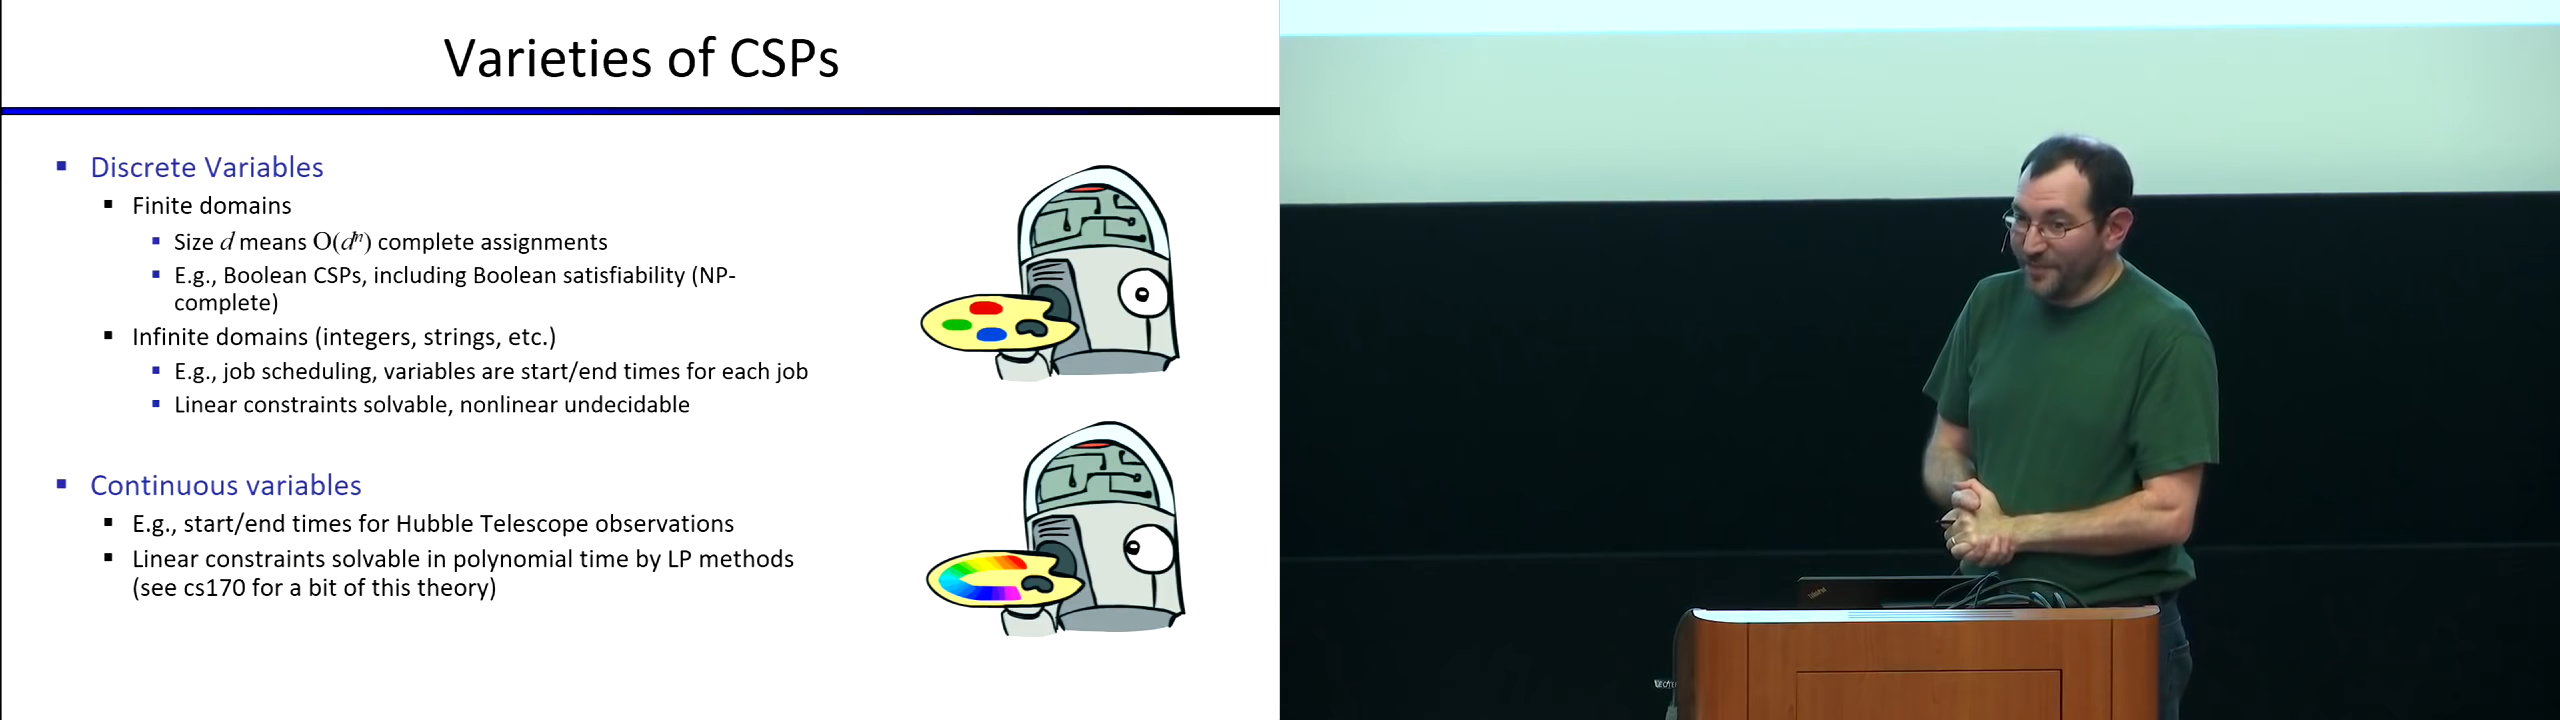 Varieties of CSPs
Discrete Variables
Finite domains
Size d means O(dⁿ) complete assignments
E.g., Boolean CSPs, including Boolean satisfiability (NP-
complete)
Infinite domains (integers, strings, etc.)
E.g., job scheduling, variables are start/end times for each job
Linear constraints solvable, nonlinear undecidable
Continuous variables
E.g., start/end times for Hubble Telescope observations
Linear constraints solvable in polynomial time by LP methods
(see cs170 for a bit of this theory)
ThinkPad